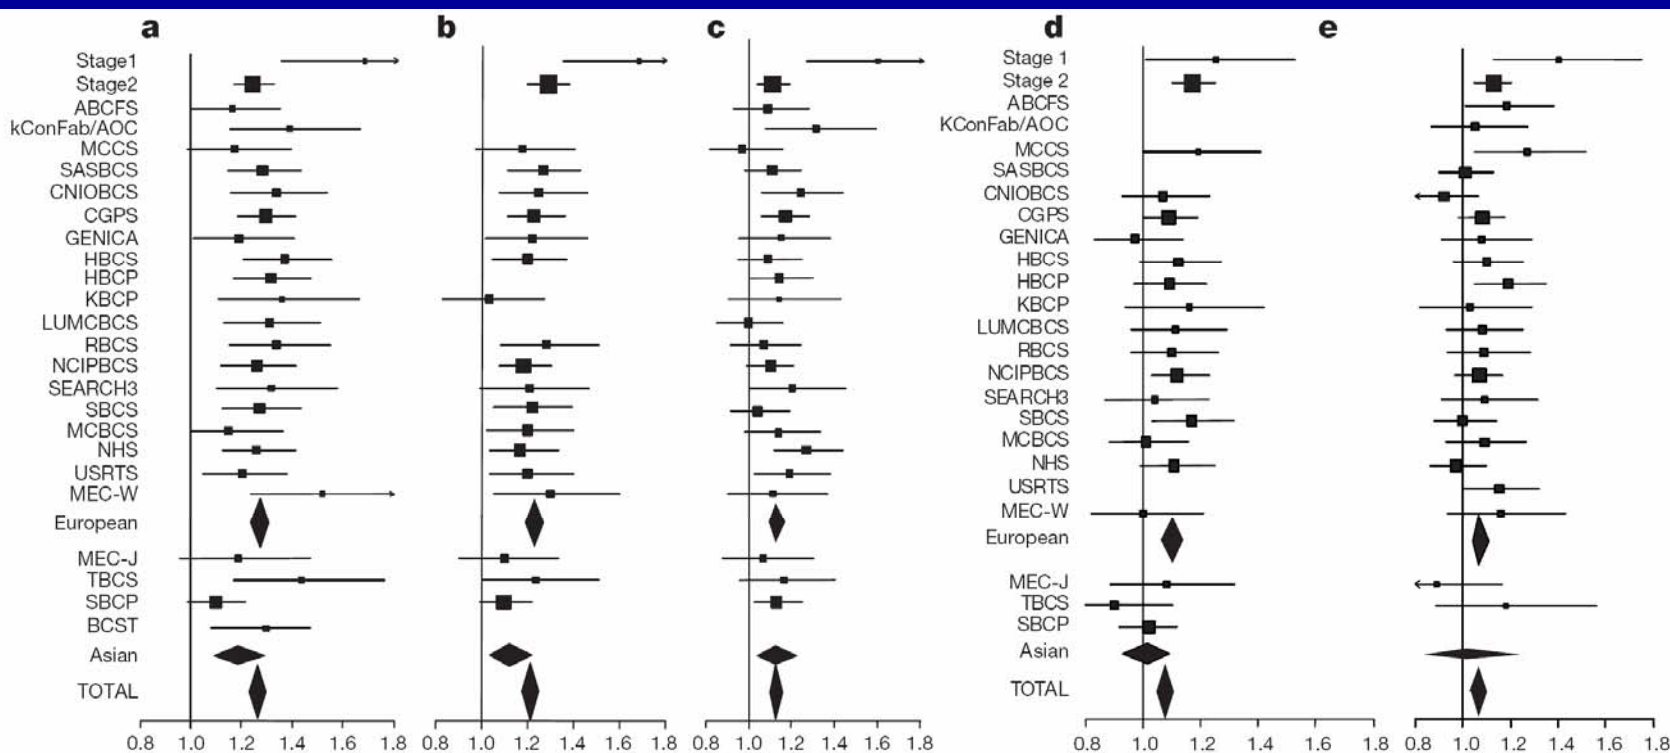 a b c d e
Stage1
Stage2
ABCFS
kConFab/AOC
MCCS
SASBCS
CNIOBCS
CGPS
GENICA
HBCS
HBCP
KBCP
LUMCBCS
RBCS
NCIPBCS
SEARCH3
SBCS
MCBCS
NHS
USRTS
MEC-W
European
MEC-J
TBCS
SBCP
BCST
Asian
TOTAL
0.8 1.0 1.2 1.4 1.6 1.8
0.8 1.0 1.2 1.4 1.6 1.8
0.8 1.0 1.2 1.4 1.6 1.8
Stage 1
Stage 2
ABCFS
KConFab/AOC
MCCS
SASBCS
CNIOBCS
CGPS
GENICA
HBCS
HBCP
KBCP
LUMCBCS
RBCS
NCIPBCS
SEARCH3
SBCS
MCBCS
NHS
USRTS
MEC-W
European
MEC-J
TBCS
SBCP
Asian
TOTAL
0.8 1.0 1.2 1.4 1.6 1.8
0.8 1.0 1.2 1.4 1.6 1.8